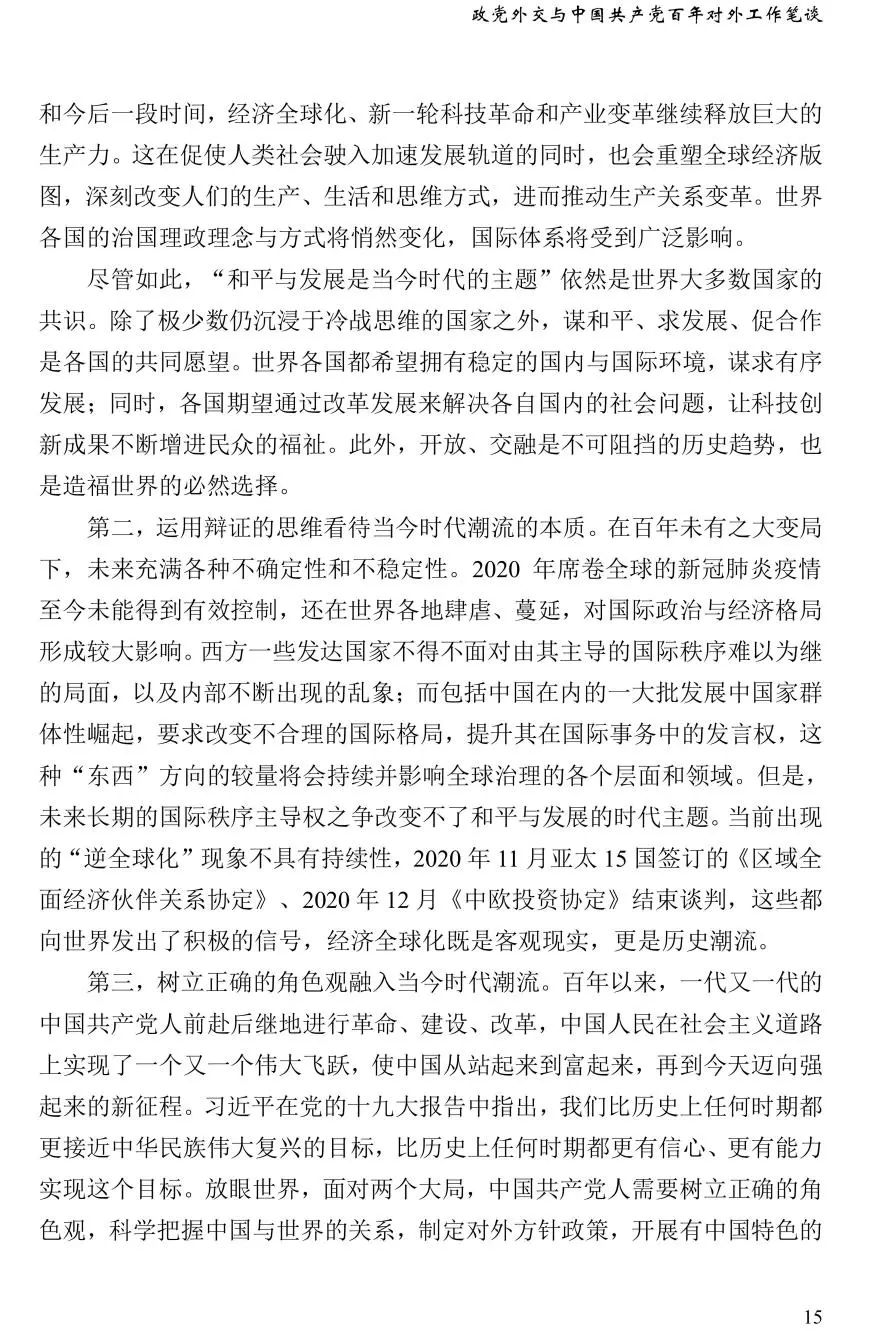 政党外交与中国共产党百年对外工作笔谈
和今后一段时间，经济全球化、新一轮科技革命和产业变革继续释放巨大的
生产力。这在促使人类社会驶入加速发展轨道的同时，也会重塑全球经济版
图，深刻改变人们的生产、生活和思维方式，进而推动生产关系变革。世界
各国的治国理政理念与方式将悄然变化，国际体系将受到广泛影响。
尽管如此，“和平与发展是当今时代的主题”依然是世界大多数国家的
共识。除了极少数仍沉浸于冷战思维的国家之外，谋和平、求发展、促合作
是各国的共同愿望。世界各国都希望拥有稳定的国内与国际环境，谋求有序
发展；同时，各国期望通过改革发展来解决各自国内的社会问题，让科技创
新成果不断增进民众的福祉。此外，开放、交融是不可阻挡的历史趋势，也
是造福世界的必然选择。
第二，运用辩证的思维看待当今时代潮流的本质。在百年未有之大变局
下，未来充满各种不确定性和不稳定性。2020 年席卷全球的新冠肺炎疫情
至今未能得到有效控制，还在世界各地肆虐、蔓延，对国际政治与经济格局
形成较大影响。西方一些发达国家不得不面对由其主导的国际秩序难以为继
的局面，以及内部不断出现的乱象；而包括中国在内的一大批发展中国家群
体性崛起，要求改变不合理的国际格局，提升其在国际事务中的发言权，这
种“东西”方向的较量将会持续并影响全球治理的各个层面和领域。但是，
未来长期的国际秩序主导权之争改变不了和平与发展的时代主题。当前出现
的“逆全球化”现象不具有持续性，2020 年 11 月亚太 15 国签订的《区域全
面经济伙伴关系协定》、2020 年 12 月《中欧投资协定》结束谈判，这些都
向世界发出了积极的信号，经济全球化既是客观现实，更是历史潮流。
第三，树立正确的角色观融入当今时代潮流。百年以来，一代又一代的
中国共产党人前赴后继地进行革命、建设、改革，中国人民在社会主义道路
上实现了一个又一个伟大飞跃，使中国从站起来到富起来，再到今天迈向强
起来的新征程。习近平在党的十九大报告中指出，我们比历史上任何时期都
更接近中华民族伟大复兴的目标，比历史上任何时期都更有信心、更有能力
实现这个目标。放眼世界，面对两个大局，中国共产党人需要树立正确的角
色观，科学把握中国与世界的关系，制定对外方针政策，开展有中国特色的
15